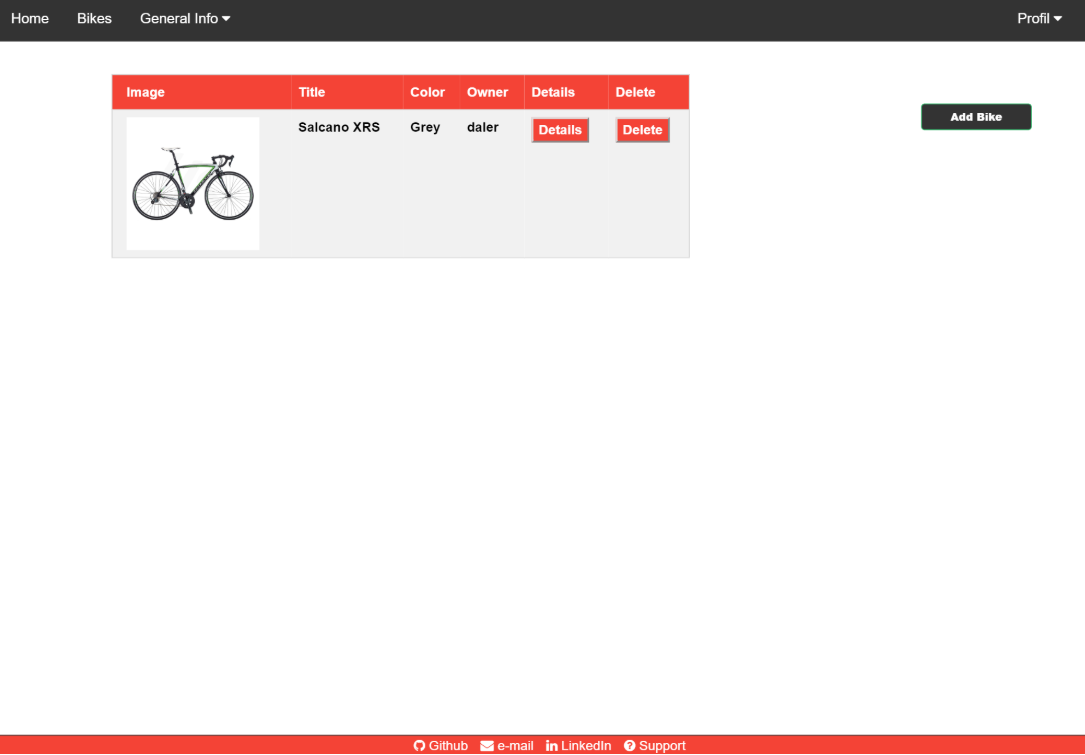 Home Bikes General Info Profil
Image Title Color Owner Details Delete
Add Bike
Salcano XRS Grey daler Details Delete
Github e-mail LinkedIn Support